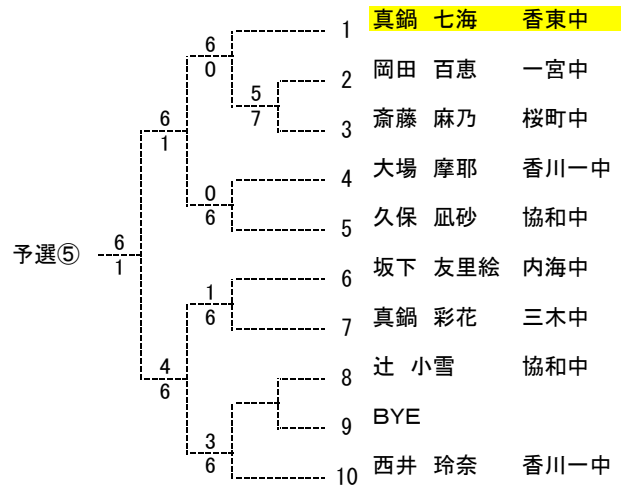 1 真鍋 七海 香東中
6
0
2 岡田 百恵 一宮中
5
7
3 斎藤 麻乃 桜町中
6
1
4 大場 摩耶 香川一中
0
6
5 久保 凪砂 協和中
予選⑤
6
1
6 坂下 友里絵 内海中
1
6
7 真鍋 彩花 三木中
4
6
8 辻 小雪 協和中
9 BYE
3
6
10 西井 玲奈 香川一中